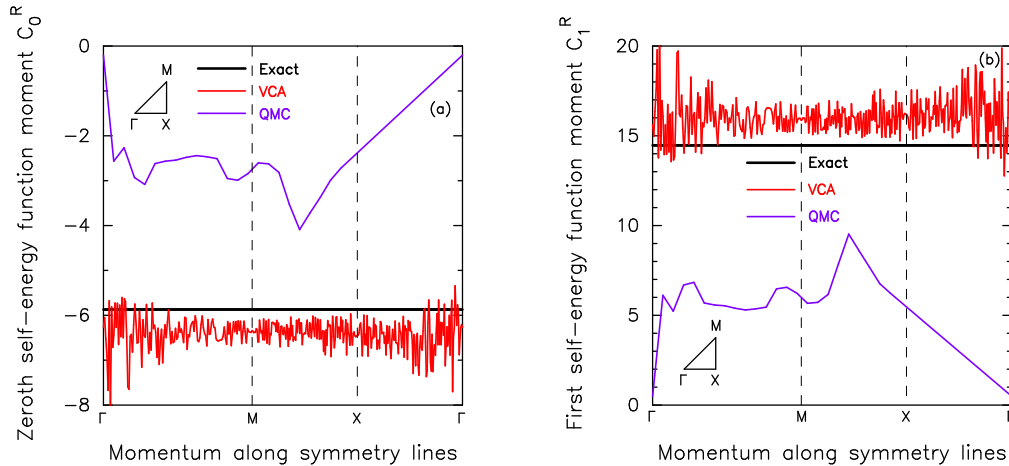 Zeroth self-energy function moment C₀ᴿ
0
−2
−4
−6
−8
Exact
VCA
QMC
(a)
M
Γ X
Γ M X Γ
Momentum along symmetry lines
First self-energy function moment C₁ᴿ
20
15
10
5
0
(b)
Exact
VCA
QMC
M
Γ X
Γ M X Γ
Momentum along symmetry lines